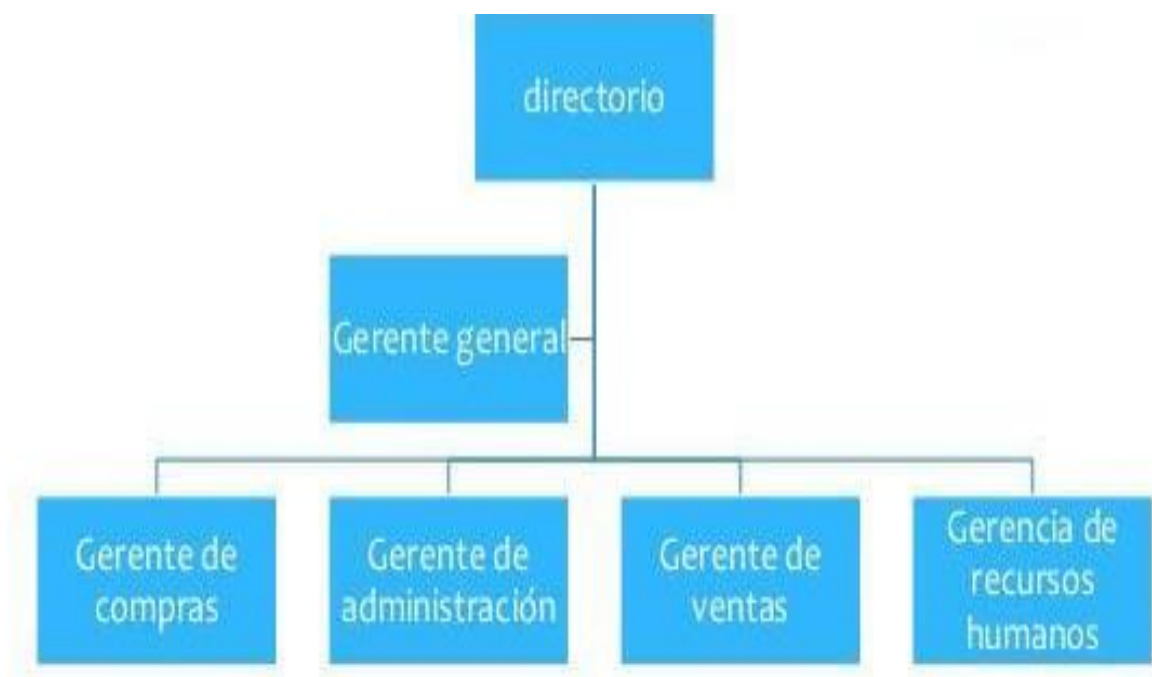 directorio
Gerente general
Gerente de
compras
Gerente de
administración
Gerente de
ventas
Gerencia de
recursos
humanos